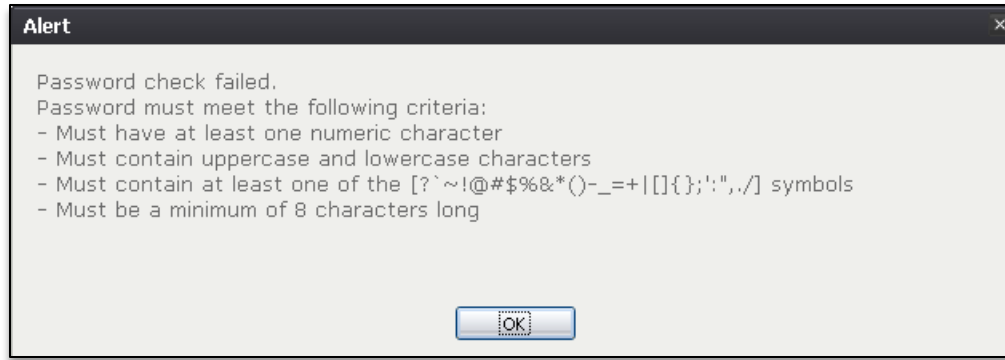 Alert
Password check failed.
Password must meet the following criteria:
- Must have at least one numeric character
- Must contain uppercase and lowercase characters
- Must contain at least one of the [?`~!@#$%&*()-_=+|[]{};':",./] symbols
- Must be a minimum of 8 characters long
OK